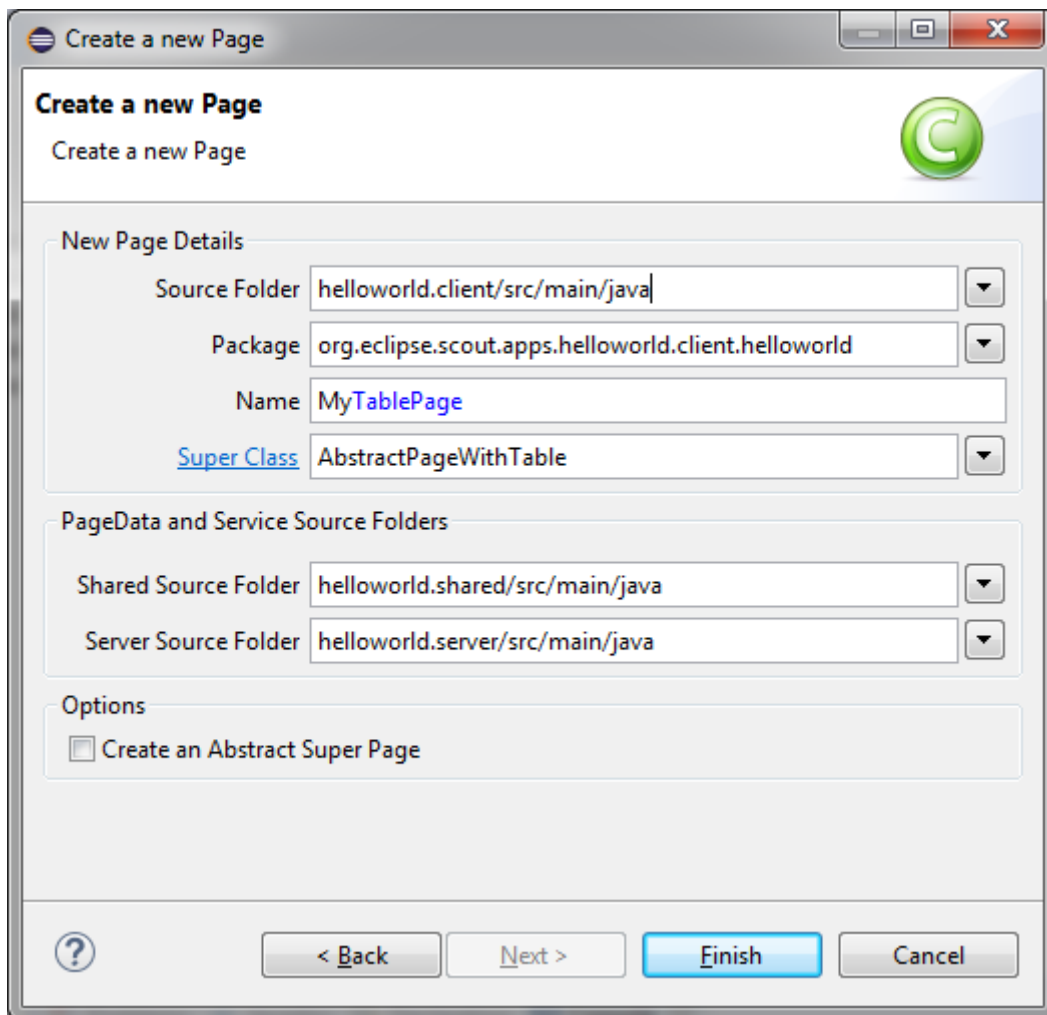 Create a new Page
Create a new Page
Create a new Page
New Page Details
Source Folder helloworld.client/src/main/java
Package org.eclipse.scout.apps.helloworld.client.helloworld
Name MyTablePage
Super Class AbstractPageWithTable
PageData and Service Source Folders
Shared Source Folder helloworld.shared/src/main/java
Server Source Folder helloworld.server/src/main/java
Options
Create an Abstract Super Page
? < Back Next > Finish Cancel